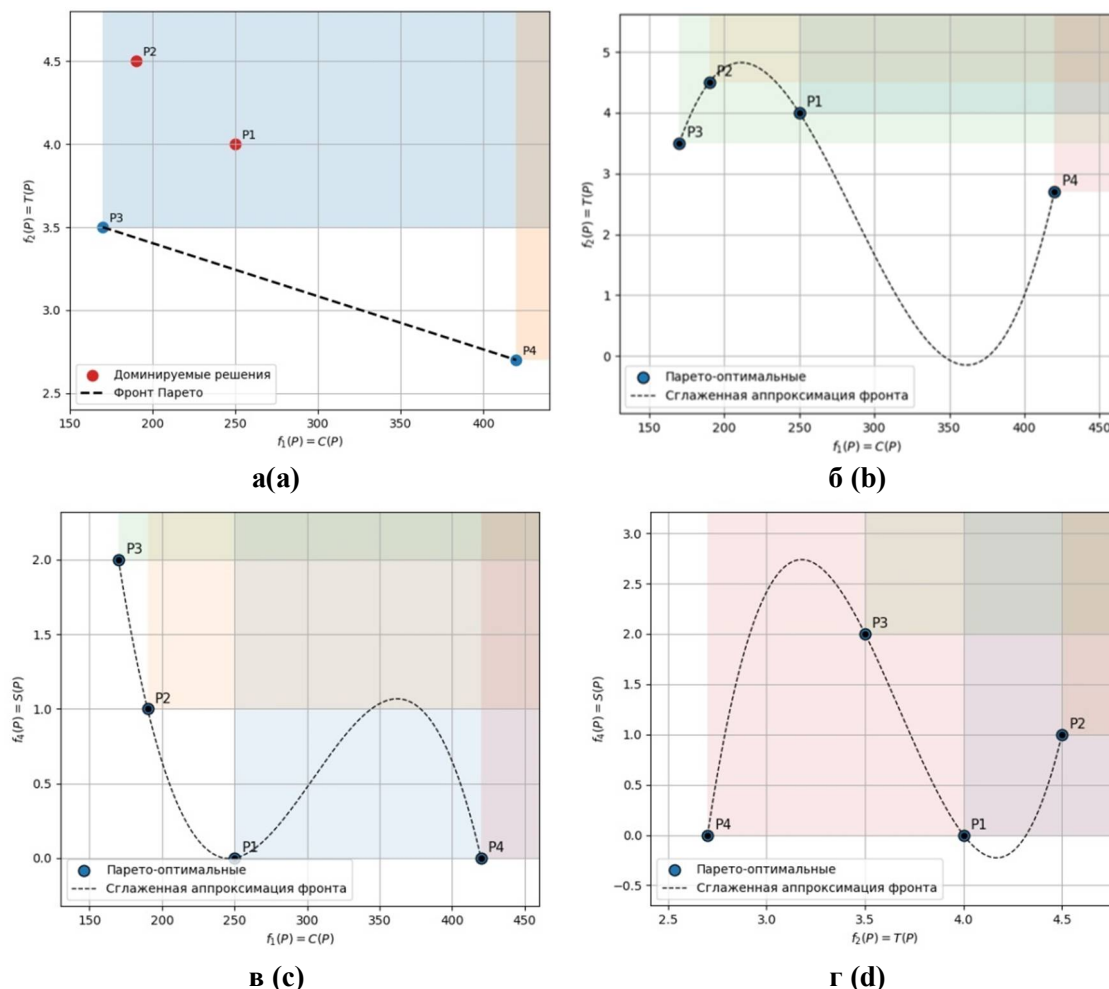 4.5
4.0
3.5
3.0
2.5
f₂(P) = T(P)
P2
P1
P3
P4
Доминируемые решения
Фронт Парето
150 200 250 300 350 400
f₁(P) = C(P)
а(a)
5
4
3
2
1
0
f₂(P) = T(P)
P2
P1
P3
P4
Парето-оптимальные
Сглаженная аппроксимация фронта
150 200 250 300 350 400 450
f₁(P) = C(P)
б (b)
2.0
1.5
1.0
0.5
0.0
f₄(P) = S(P)
P3
P2
P1
P4
Парето-оптимальные
Сглаженная аппроксимация фронта
150 200 250 300 350 400 450
f₁(P) = C(P)
в (c)
3.0
2.5
2.0
1.5
1.0
0.5
0.0
−0.5
f₄(P) = S(P)
P3
P2
P4
P1
Парето-оптимальные
Сглаженная аппроксимация фронта
2.5 3.0 3.5 4.0 4.5
f₂(P) = T(P)
г (d)